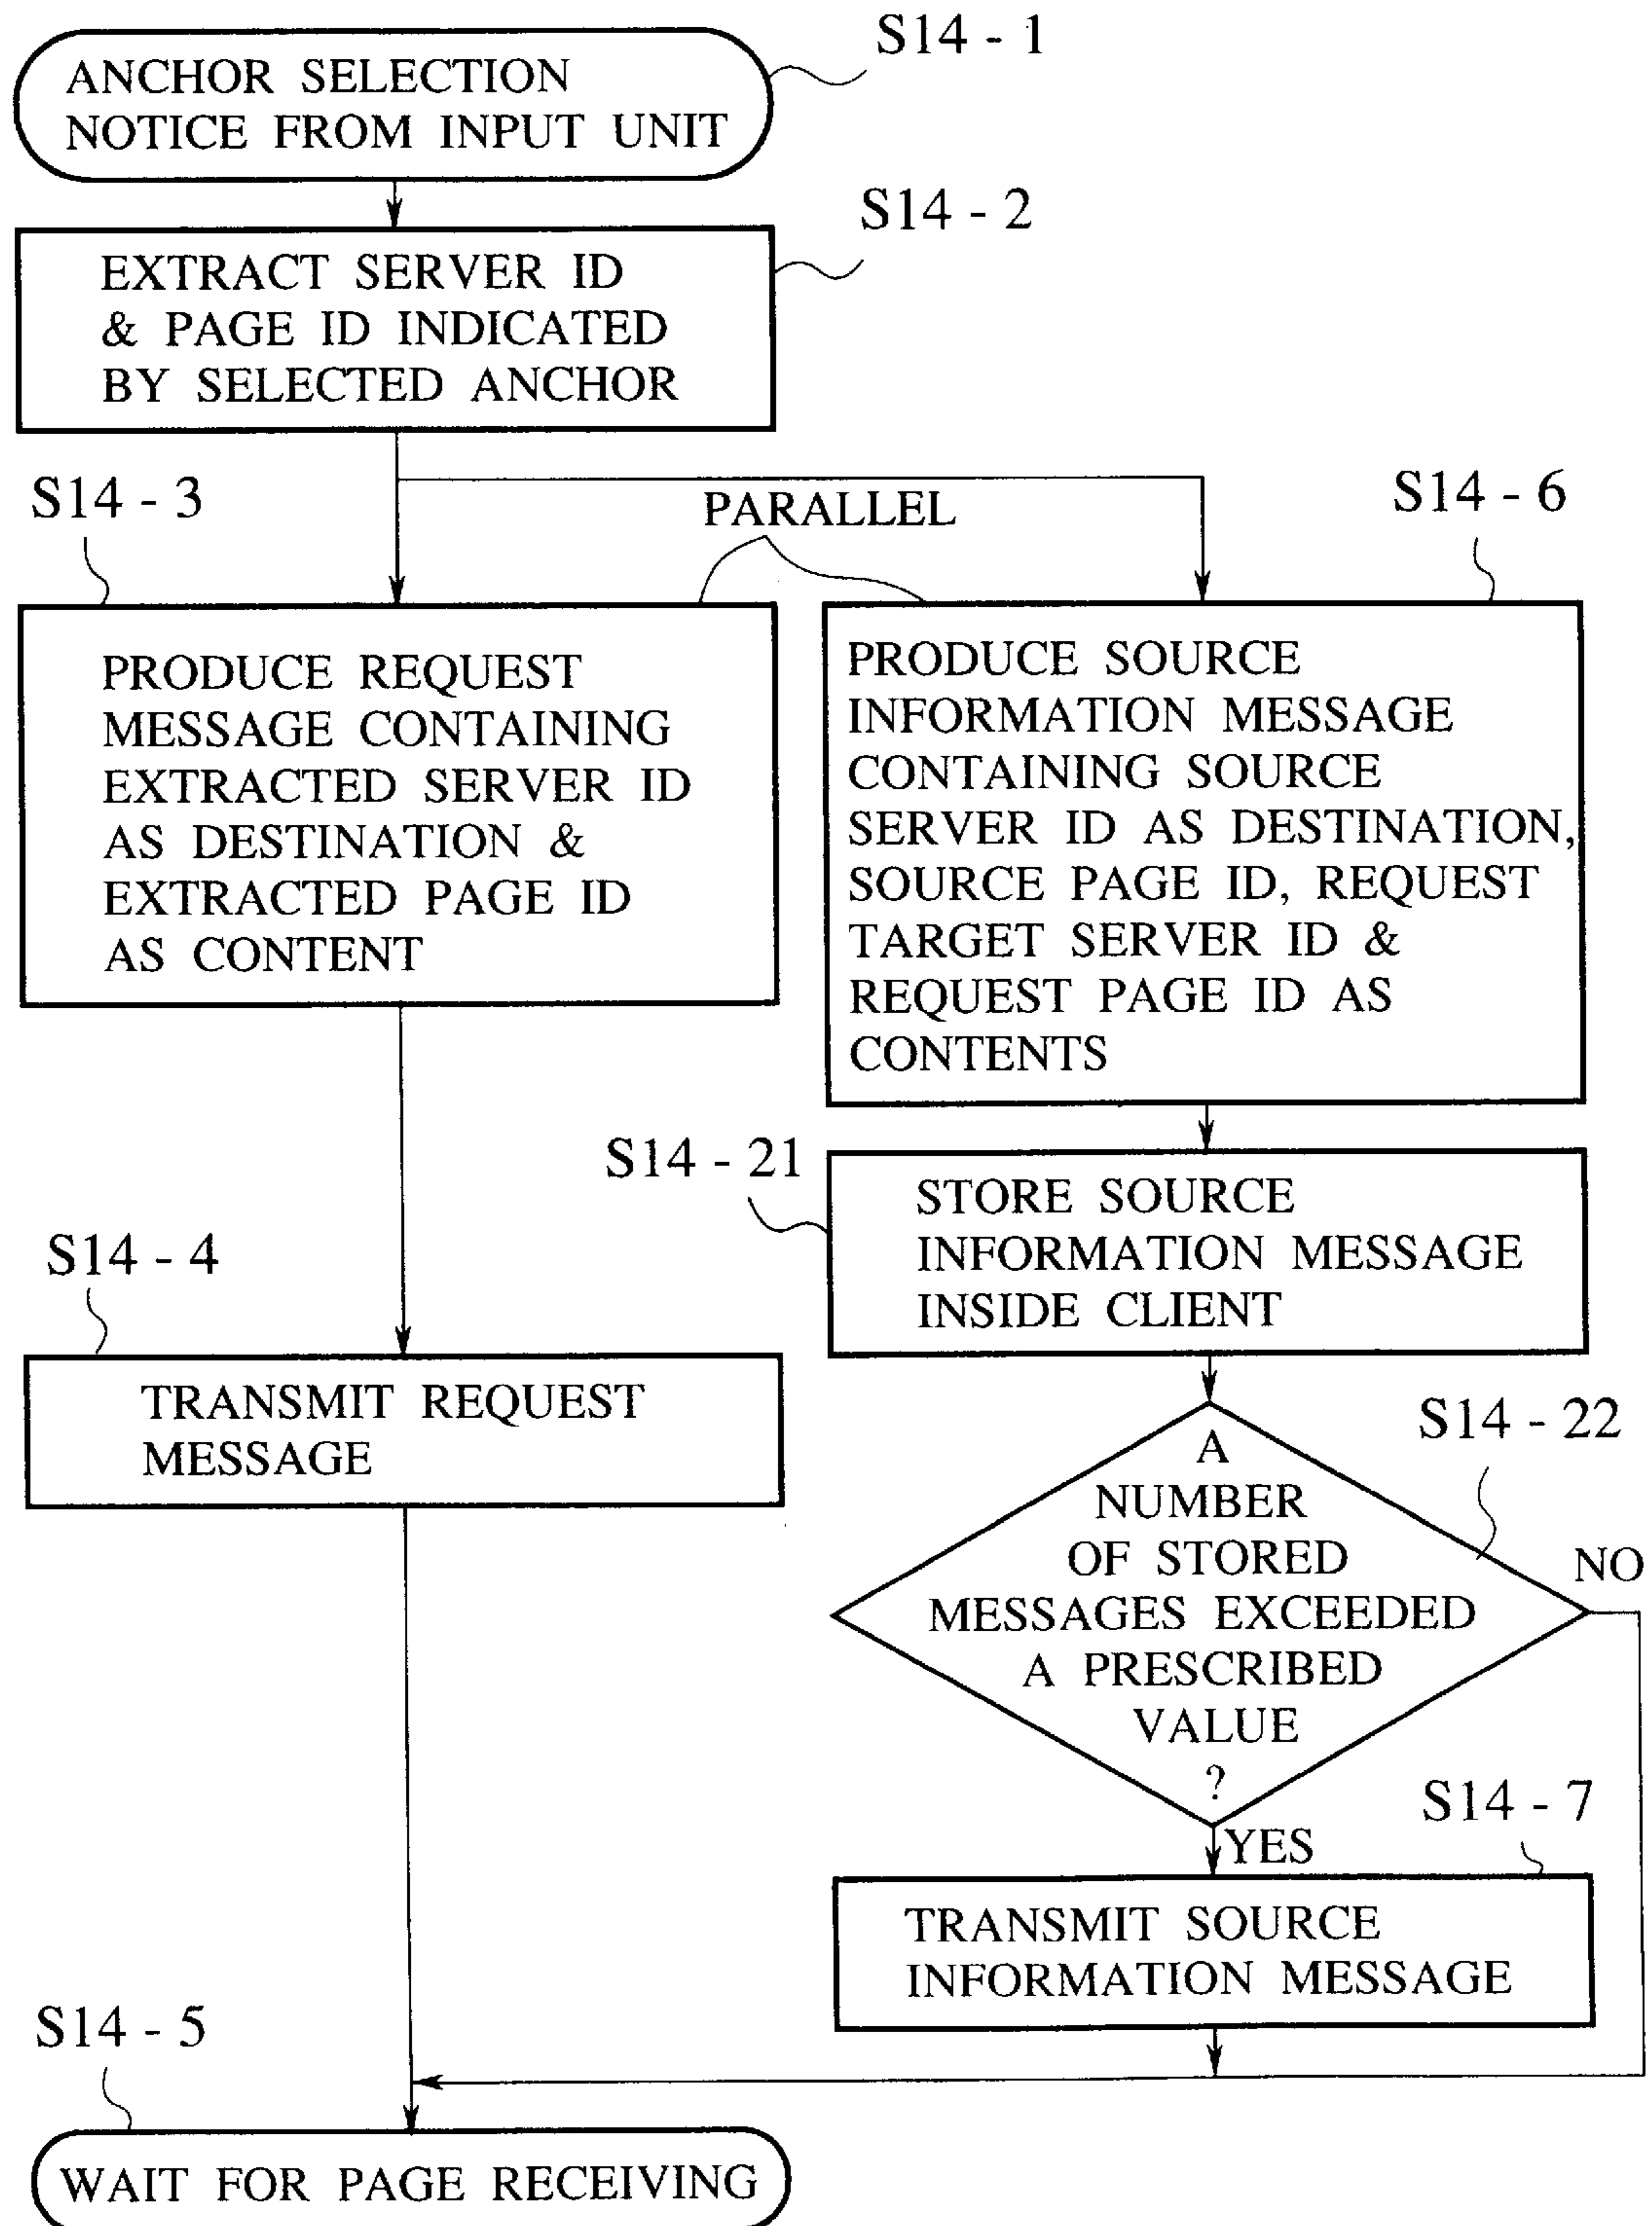 S14 - 1
ANCHOR SELECTION
NOTICE FROM INPUT UNIT
S14 - 2
EXTRACT SERVER ID
& PAGE ID INDICATED
BY SELECTED ANCHOR
S14 - 3
PARALLEL
S14 - 6
PRODUCE REQUEST
MESSAGE CONTAINING
EXTRACTED SERVER ID
AS DESTINATION &
EXTRACTED PAGE ID
AS CONTENT
PRODUCE SOURCE
INFORMATION MESSAGE
CONTAINING SOURCE
SERVER ID AS DESTINATION,
SOURCE PAGE ID, REQUEST
TARGET SERVER ID &
REQUEST PAGE ID AS
CONTENTS
S14 - 21
STORE SOURCE
INFORMATION MESSAGE
INSIDE CLIENT
S14 - 4
TRANSMIT REQUEST
MESSAGE
S14 - 22
A
NUMBER
OF STORED
MESSAGES EXCEEDED
A PRESCRIBED
VALUE
?
NO
YES
S14 - 7
TRANSMIT SOURCE
INFORMATION MESSAGE
S14 - 5
WAIT FOR PAGE RECEIVING